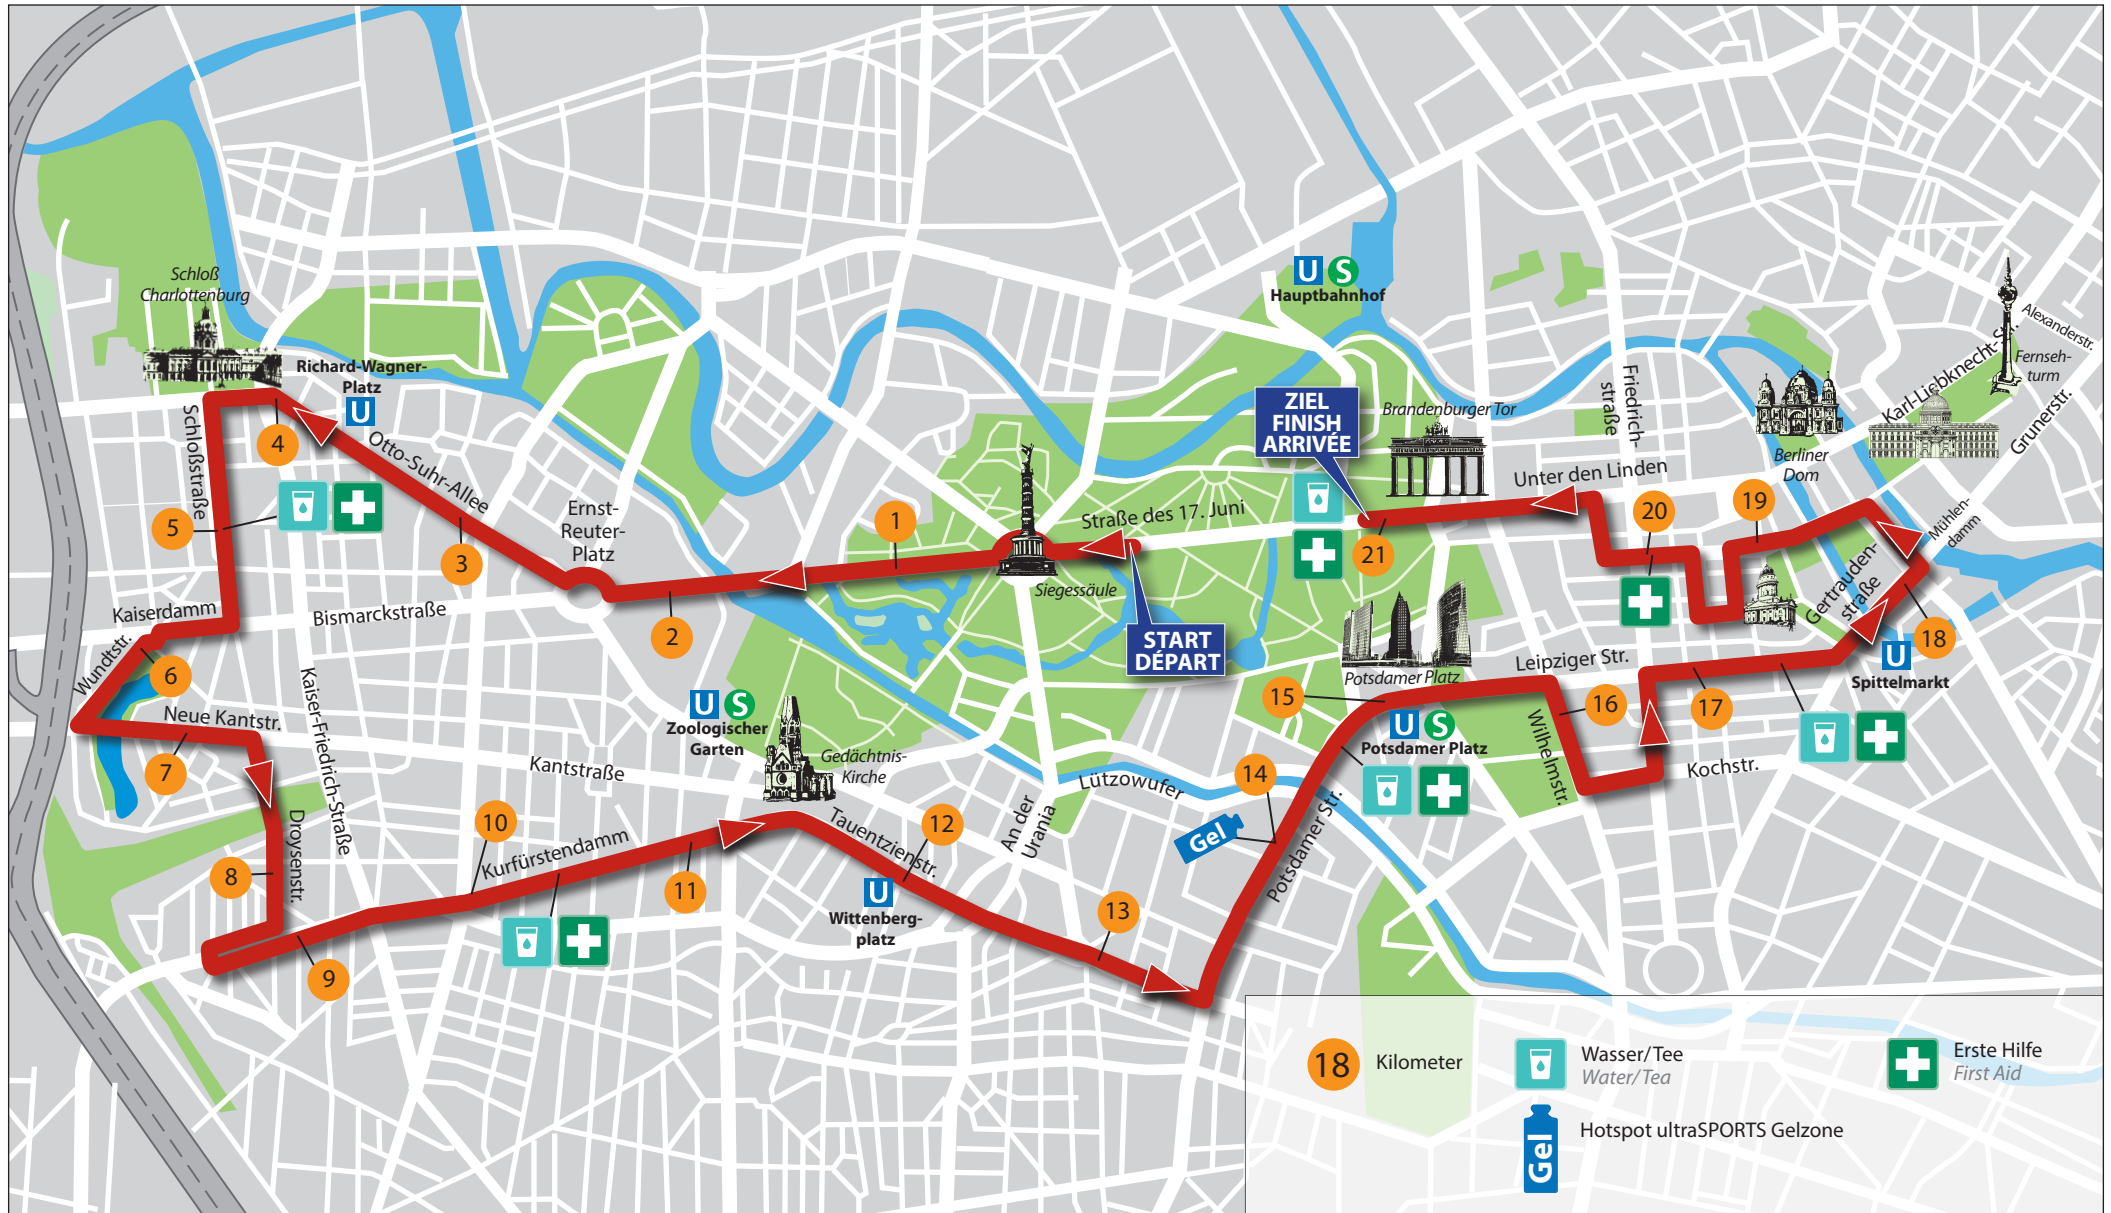 Schloß
Charlottenburg
Richard-Wagner-
Platz
U
Schloßstraße
4
Otto-Suhr-Allee
5
3
Ernst-
Reuter-
Platz
Kaiserdamm
Bismarckstraße
Wundtstr.
6
Neue Kantstr.
7
Kaiser-Friedrich-Straße
Kantstraße
Droysenstr.
8
9
10
Kurfürstendamm
11
2
1
Siegessäule
Straße des 17. Juni
START
DÉPART
U S
Zoologischer
Garten
Gedächtnis-
Kirche
Tauentzienstr.
12
U
Wittenberg-
platz
An der
Urania
Lützowufer
13
14
Gel
Potsdamer Str.
15
U S
Hauptbahnhof
ZIEL
FINISH
ARRIVÉE
Brandenburger Tor
21
Potsdamer Platz
U S
Potsdamer Platz
Leipziger Str.
16
Wilhelmstr.
Kochstr.
17
Unter den Linden
Friedrich-
straße
20
19
Berliner
Dom
Karl-Liebknecht-Str.
Alexanderstr.
Fernseh-
turm
Grunerstr.
Mühlen-
damm
Gertrauden-
straße
18
U
Spittelmarkt
18
Kilometer
Wasser/Tee
Water/Tea
Erste Hilfe
First Aid
Gel
Hotspot ultraSPORTS Gelzone